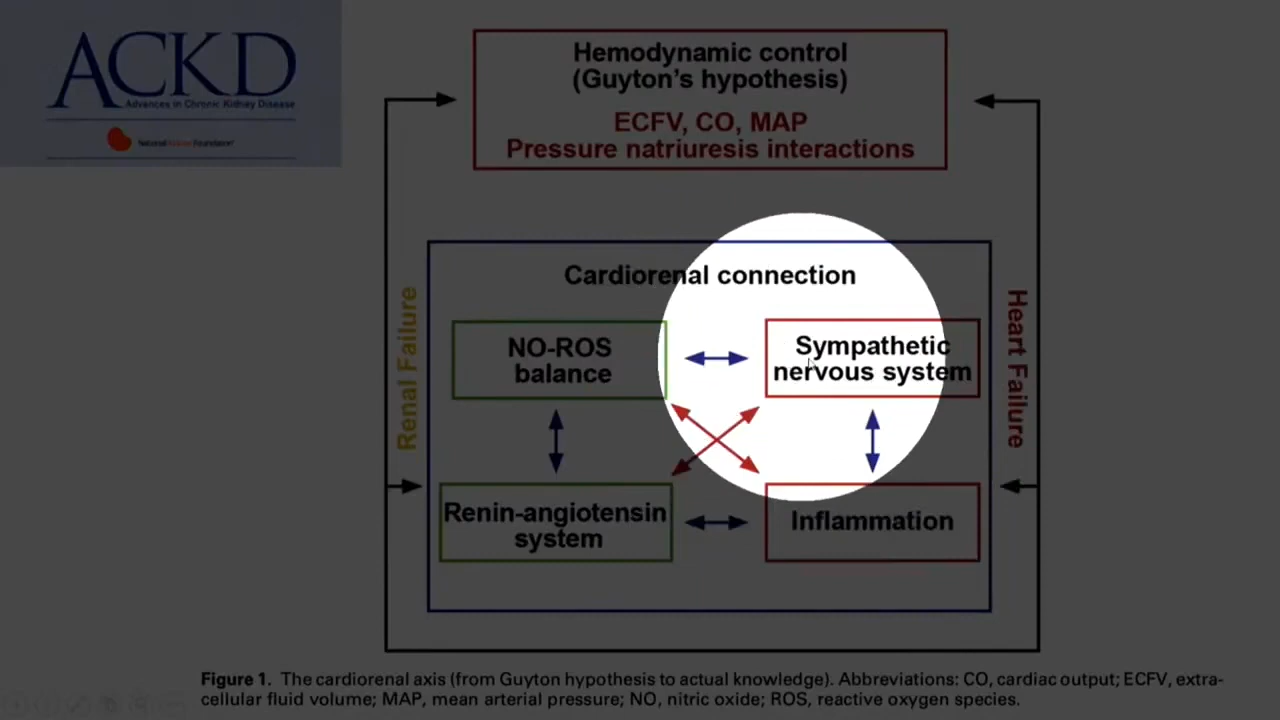 ACKD
Advances in Chronic Kidney Disease
National Kidney Foundation™
Hemodynamic control
(Guyton's hypothesis)
ECFV, CO, MAP
Pressure natriuresis interactions
Cardiorenal connection
NO-ROS
balance
Sympathetic
nervous system
Renin-angiotensin
system
Inflammation
Renal Failure
Heart Failure
Figure 1. The cardiorenal axis (from Guyton hypothesis to actual knowledge). Abbreviations: CO, cardiac output; ECFV, extra-
cellular fluid volume; MAP, mean arterial pressure; NO, nitric oxide; ROS, reactive oxygen species.